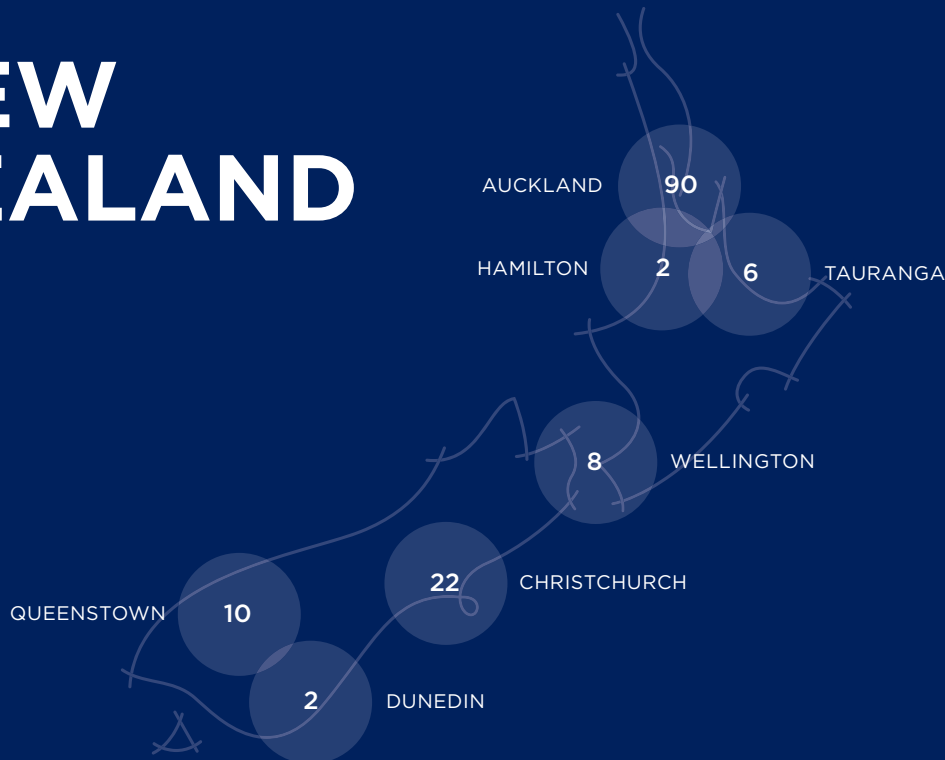 EW
EALAND
AUCKLAND 90
HAMILTON 2
6 TAURANGA
8 WELLINGTON
22 CHRISTCHURCH
QUEENSTOWN 10
2 DUNEDIN